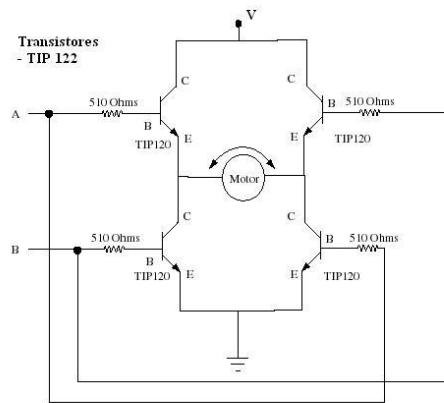 V
Transistores
- TIP 122
C
C
510 Ohms
B
510 Ohms
A
B
E
E
TIP120
TIP120
Motor
C
C
510 Ohms
B
510 Ohms
B
B
E
E
TIP120
TIP120